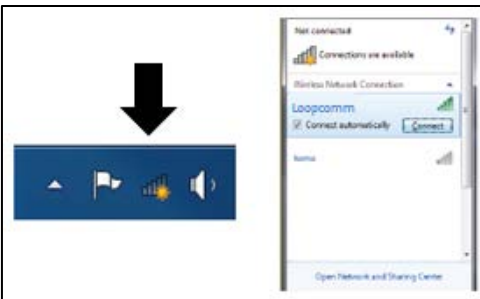 Not connected
Connections are available
Wireless Network Connection
Loopcomm
Connect automatically
Connect
home
Open Network and Sharing Center